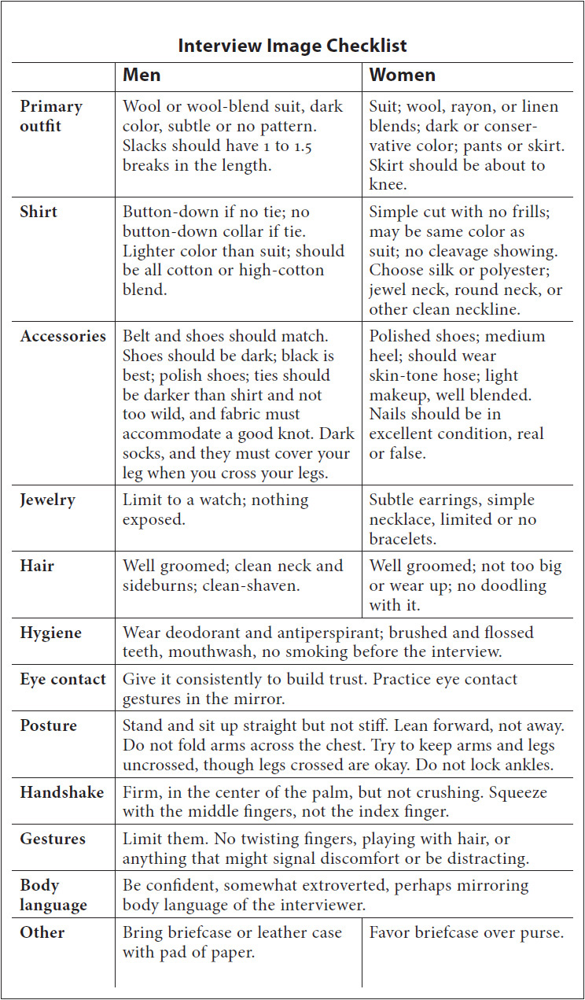 Interview Image Checklist
Men
Women
Primary
outfit
Wool or wool-blend suit, dark
color, subtle or no pattern.
Slacks should have 1 to 1.5
breaks in the length.
Suit; wool, rayon, or linen
blends; dark or conser-
vative color; pants or skirt.
Skirt should be about to
knee.
Shirt
Button-down if no tie; no
button-down collar if tie.
Lighter color than suit; should
be all cotton or high-cotton
blend.
Simple cut with no frills;
may be same color as
suit; no cleavage showing.
Choose silk or polyester;
jewel neck, round neck, or
other clean neckline.
Accessories
Belt and shoes should match.
Shoes should be dark; black is
best; polish shoes; ties should
be darker than shirt and not
too wild, and fabric must
accommodate a good knot. Dark
socks, and they must cover your
leg when you cross your legs.
Polished shoes; medium
heel; should wear
skin-tone hose; light
makeup, well blended.
Nails should be in
excellent condition, real
or false.
Jewelry
Limit to a watch; nothing
exposed.
Subtle earrings, simple
necklace, limited or no
bracelets.
Hair
Well groomed; clean neck and
sideburns; clean-shaven.
Well groomed; not too big
or wear up; no doodling
with it.
Hygiene
Wear deodorant and antiperspirant; brushed and flossed
teeth, mouthwash, no smoking before the interview.
Eye contact
Give it consistently to build trust. Practice eye contact
gestures in the mirror.
Posture
Stand and sit up straight but not stiff. Lean forward, not away.
Do not fold arms across the chest. Try to keep arms and legs
uncrossed, though legs crossed are okay. Do not lock ankles.
Handshake
Firm, in the center of the palm, but not crushing. Squeeze
with the middle fingers, not the index finger.
Gestures
Limit them. No twisting fingers, playing with hair, or
anything that might signal discomfort or be distracting.
Body
language
Be confident, somewhat extroverted, perhaps mirroring
body language of the interviewer.
Other
Bring briefcase or leather case
with pad of paper.
Favor briefcase over purse.